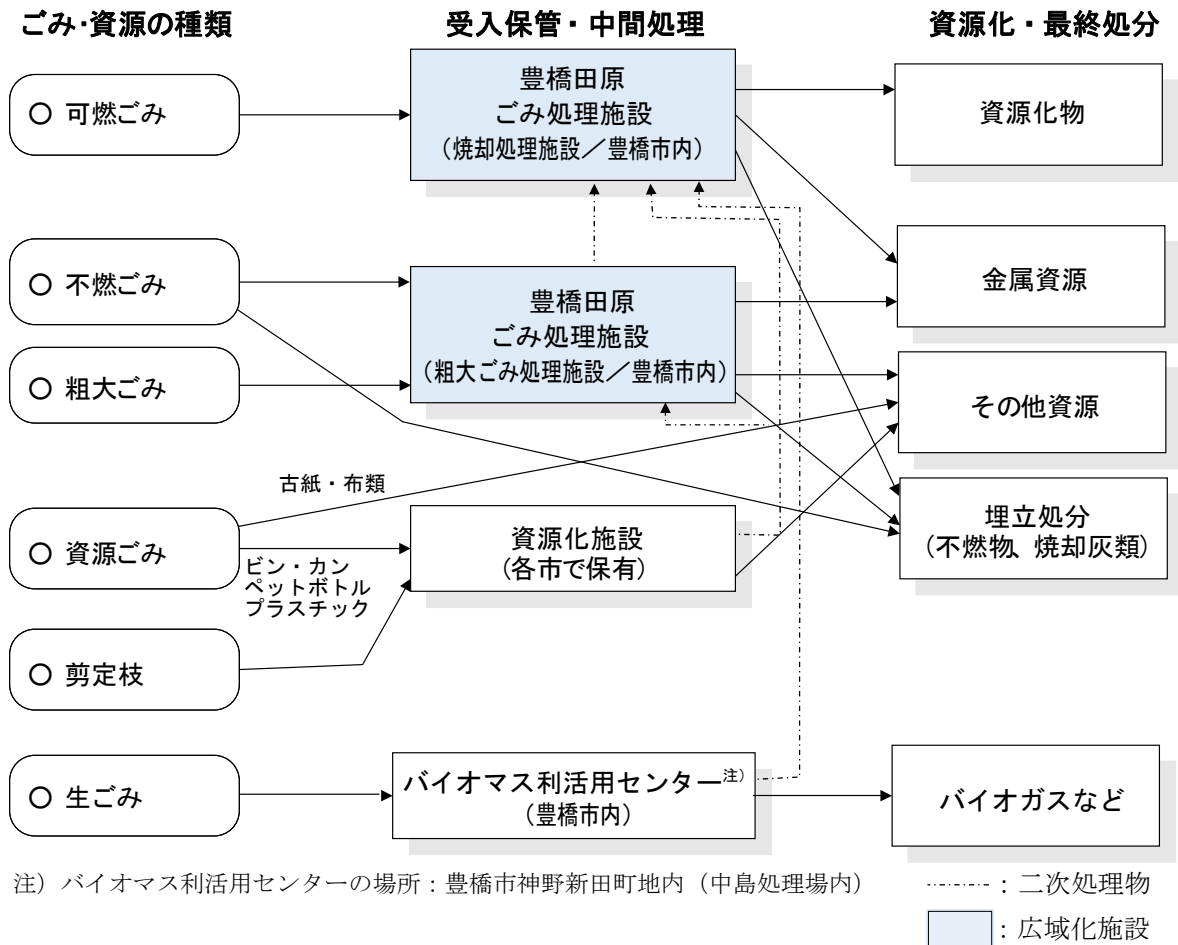 ごみ・資源の種類
受入保管・中間処理
資源化・最終処分
○ 可燃ごみ
豊橋田原
ごみ処理施設
（焼却処理施設／豊橋市内）
資源化物
○ 不燃ごみ
豊橋田原
ごみ処理施設
（粗大ごみ処理施設／豊橋市内）
金属資源
○ 粗大ごみ
その他資源
古紙・布類
○ 資源ごみ
ビン・カン
ペットボトル
プラスチック
資源化施設
（各市で保有）
埋立処分
（不燃物、焼却灰類）
○ 剪定枝
○ 生ごみ
バイオマス利活用センター注）
（豊橋市内）
バイオガスなど
注）バイオマス利活用センターの場所：豊橋市神野新田町地内（中島処理場内）
：二次処理物
：広域化施設